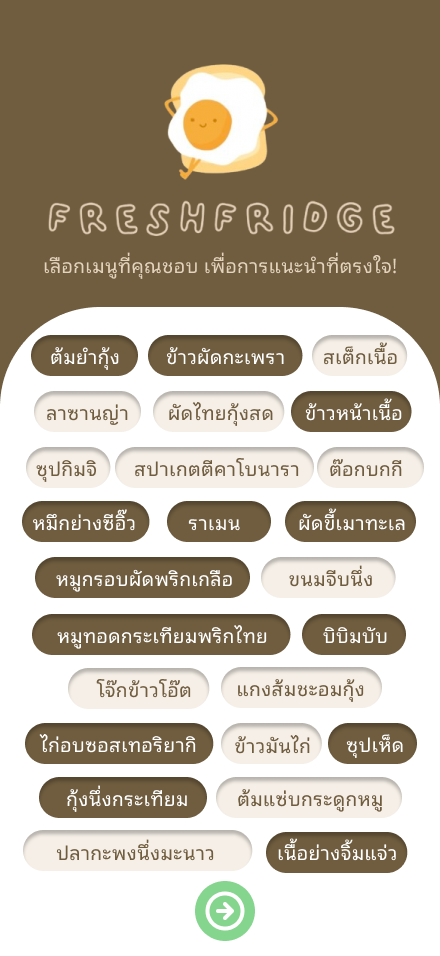 FRESHFRIDGE
เลือกเมนูที่คุณชอบ เพื่อการแนะนำที่ตรงใจ!
ต้มยำกุ้ง ข้าวผัดกะเพรา สเต็กเนื้อ
ลาซานญ่า ผัดไทยกุ้งสด ข้าวหน้าเนื้อ
ซุปกิมจิ สปาเกตตีคาโบนารา ต๊อกบกกี
หมึกย่างซีอิ๊ว ราเมน ผัดขี้เมาทะเล
หมูกรอบผัดพริกเกลือ ขนมจีบนึ่ง
หมูทอดกระเทียมพริกไทย บิบิมบับ
โจ๊กข้าวโอ๊ต แกงส้มชะอมกุ้ง
ไก่อบซอสเทอริยากิ ข้าวมันไก่ ซุปเห็ด
กุ้งนึ่งกระเทียม ต้มแซ่บกระดูกหมู
ปลากะพงนึ่งมะนาว เนื้อย่างจิ้มแจ่ว